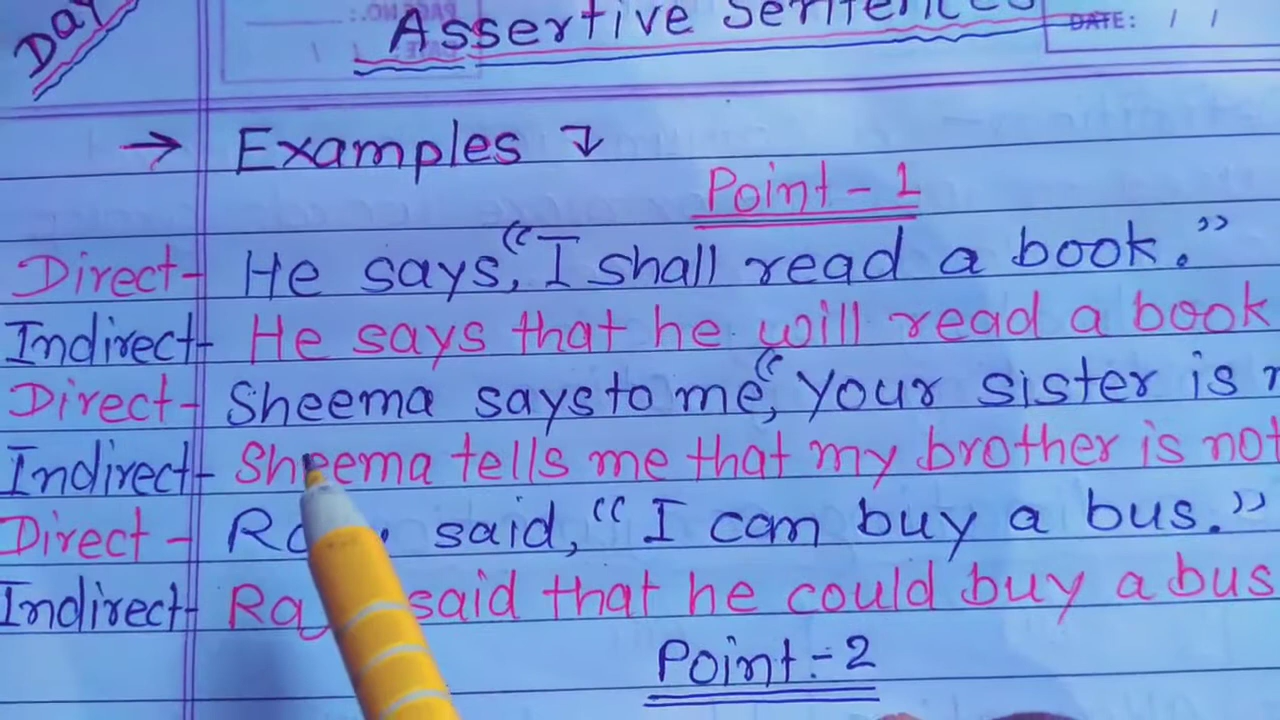 Day
Assertive Sentences
DATE: / /
→ Examples ↴
Point - 1
Direct- He says, “I shall read a book.”
Indirect- He says that he will read a book
Direct- Sheema says to me, “Your sister is
Indirect- Sheema tells me that my brother is not
Direct- said, “I can buy a bus.”
Indirect- said that he could buy a bus
Point:-2